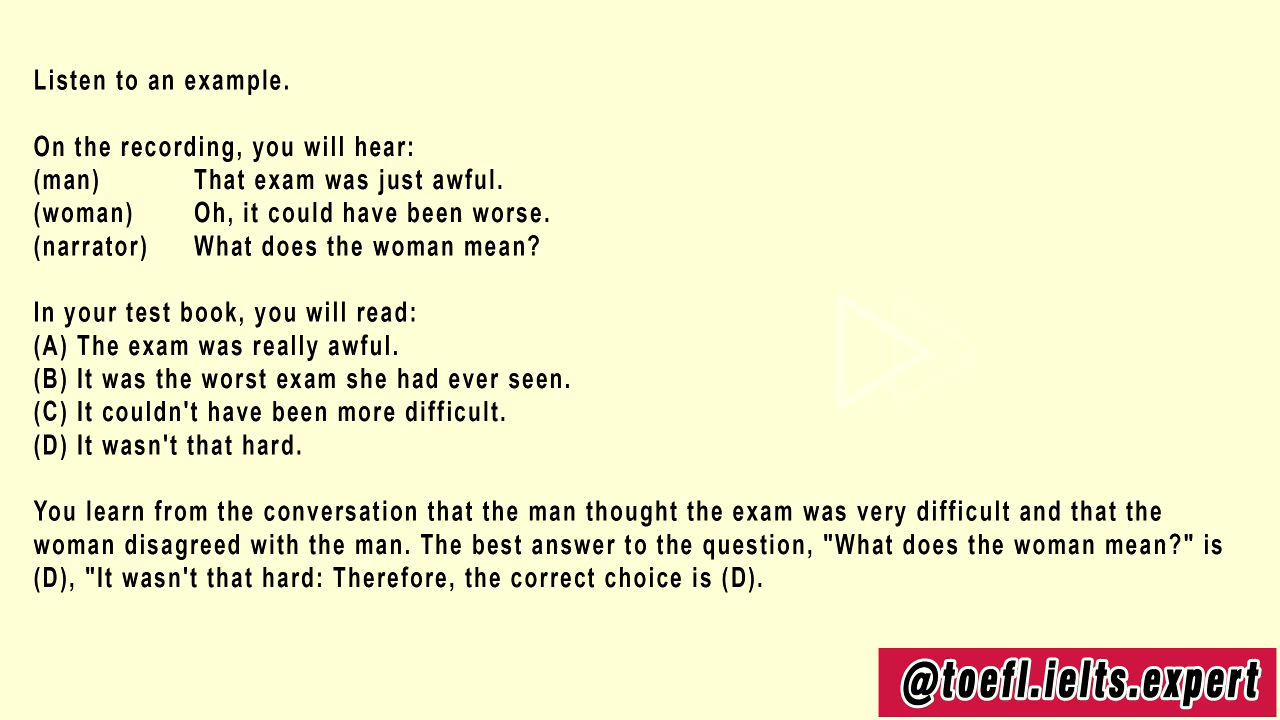 Listen to an example.
On the recording, you will hear:
(man) That exam was just awful.
(woman) Oh, it could have been worse.
(narrator) What does the woman mean?
In your test book, you will read:
(A) The exam was really awful.
(B) It was the worst exam she had ever seen.
(C) It couldn't have been more difficult.
(D) It wasn't that hard.
You learn from the conversation that the man thought the exam was very difficult and that the
woman disagreed with the man. The best answer to the question, "What does the woman mean?" is
(D), "It wasn't that hard: Therefore, the correct choice is (D).
@toefl.ielts.expert